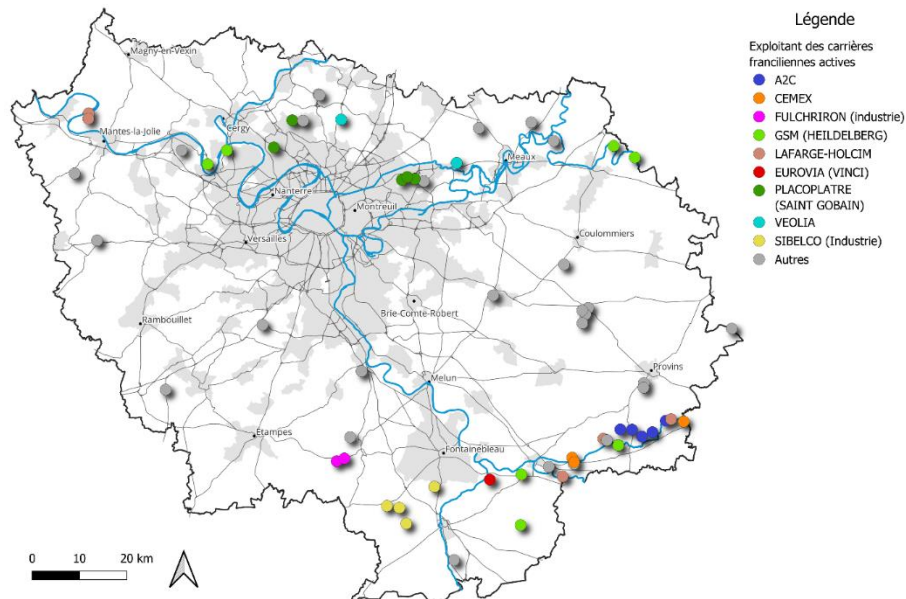 Légende
Exploitant des carrières
franciliennes actives
A2C
CEMEX
FULCHRIRON (industrie)
GSM (HEILDELBERG)
LAFARGE-HOLCIM
EUROVIA (VINCI)
PLACOPLATRE
(SAINT GOBAIN)
VEOLIA
SIBELCO (Industrie)
Autres
Magny-en-Vexin
Mantes-la-Jolie
Cergy
Meaux
Nanterre
Montreuil
Versailles
Coulommiers
Brie-Comte-Robert
Rambouillet
Provins
Melun
Etampes
Fontainebleau
0 10 20 km